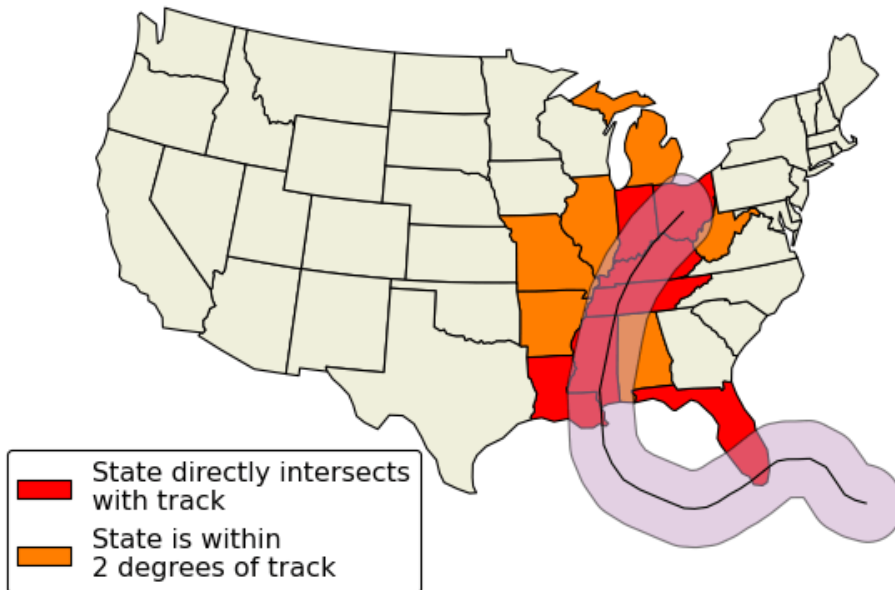 State directly intersects
with track
State is within
2 degrees of track